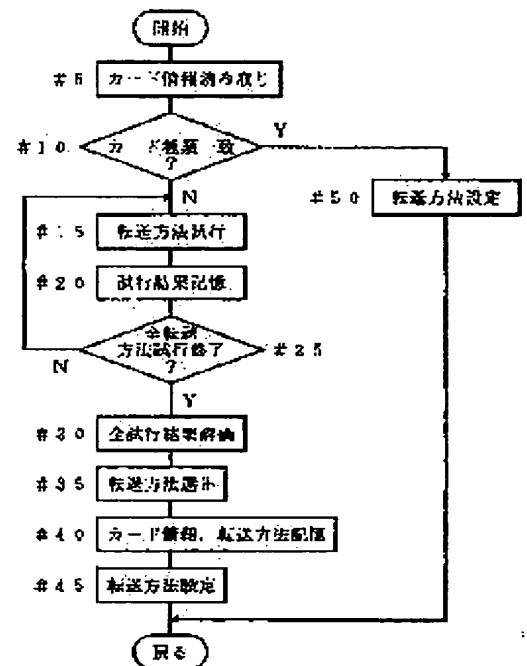 開始
#5 カード情報読み取り
#10 カード種類一致
?
Y
N
#50 転送方法設定
#15 転送方法試行
#20 試行結果記憶
全転送
方法試行終了
?
#25
N
Y
#30 全試行結果評価
#35 転送方法選択
#40 カード情報、転送方法記憶
#45 転送方法設定
戻る